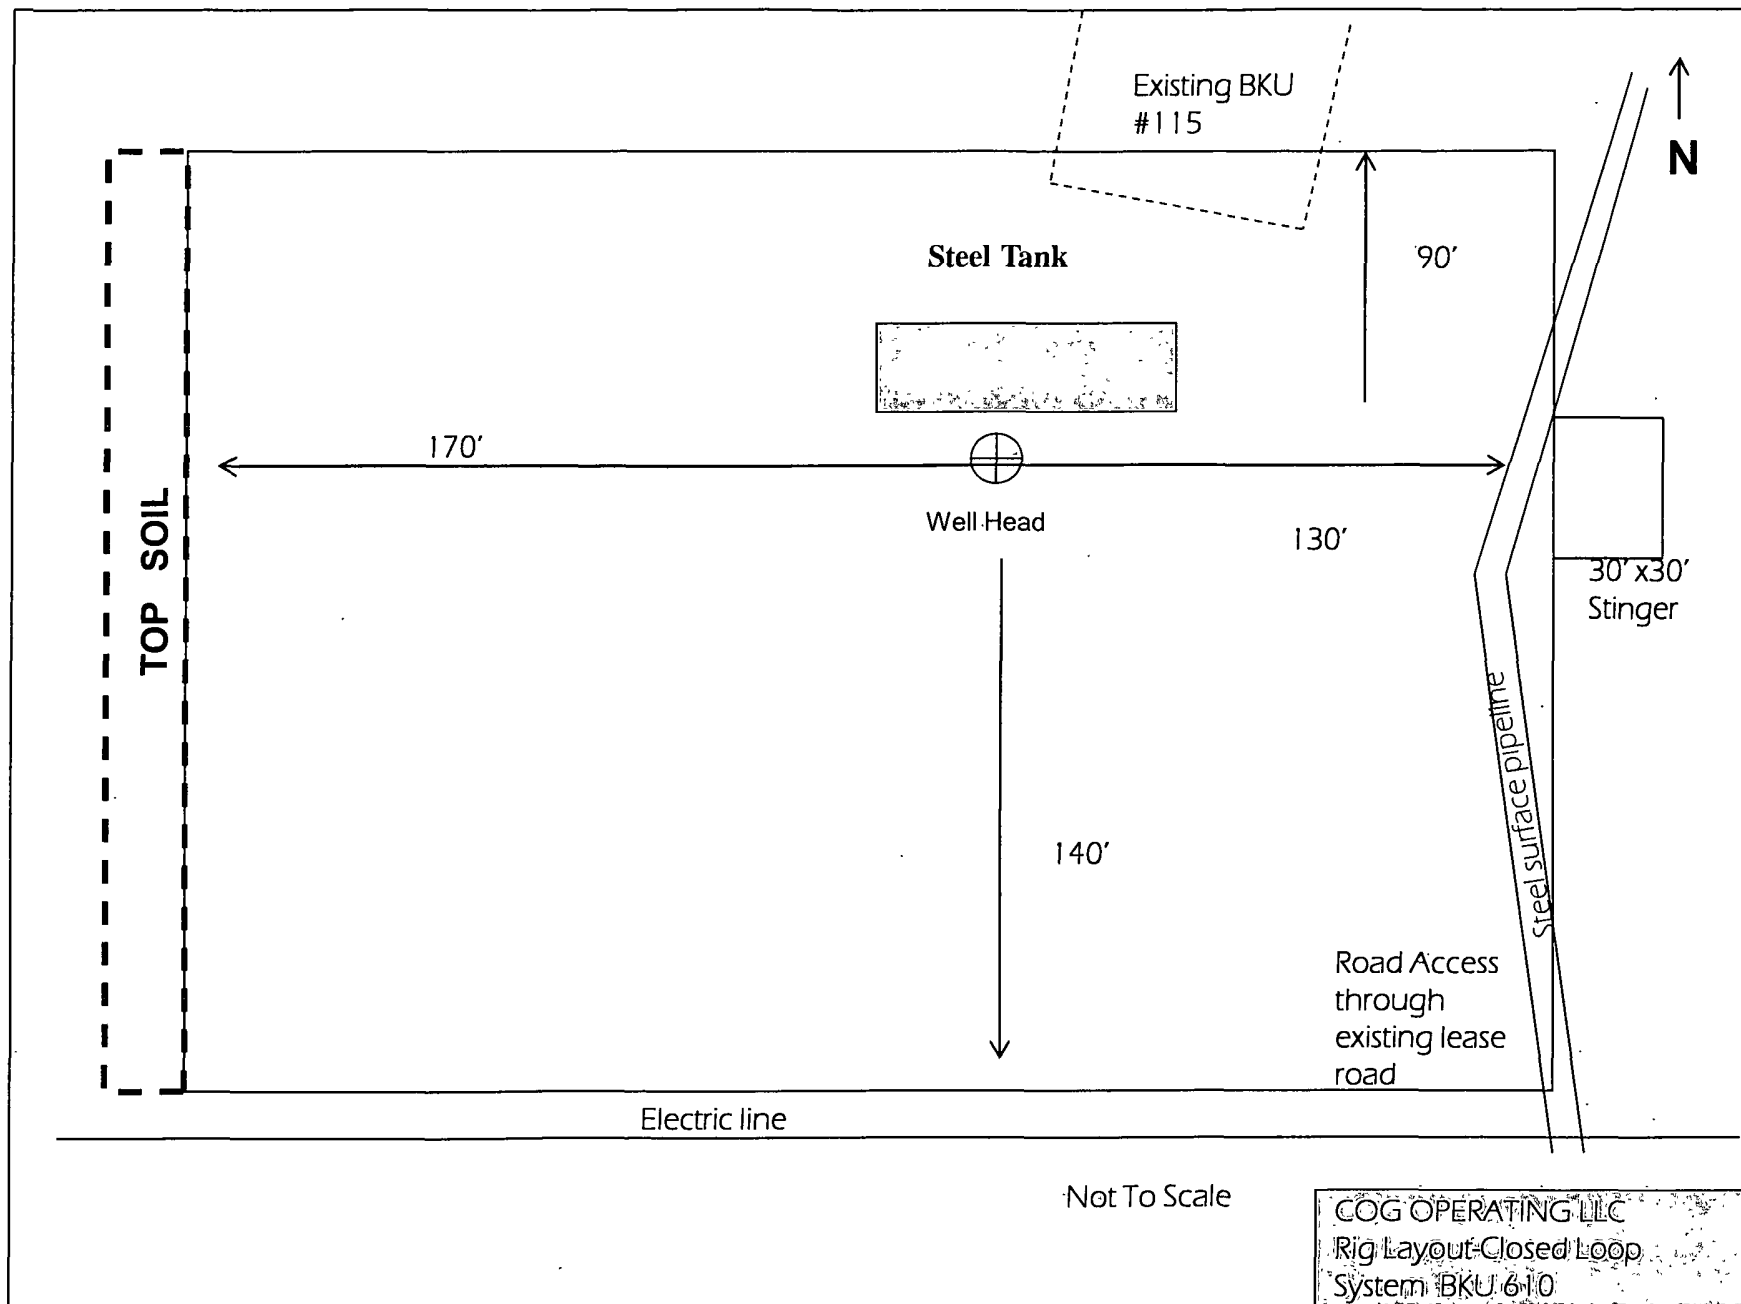 Existing BKU
#115
N
Steel Tank
90'
170'
Well Head
130'
30'x30'
Stinger
TOP SOIL
Steel surface pipeline
140'
Road Access
through
existing lease
road
Electric line
Not To Scale
COG OPERATING LLC
Rig Layout-Closed Loop
System BKU 610